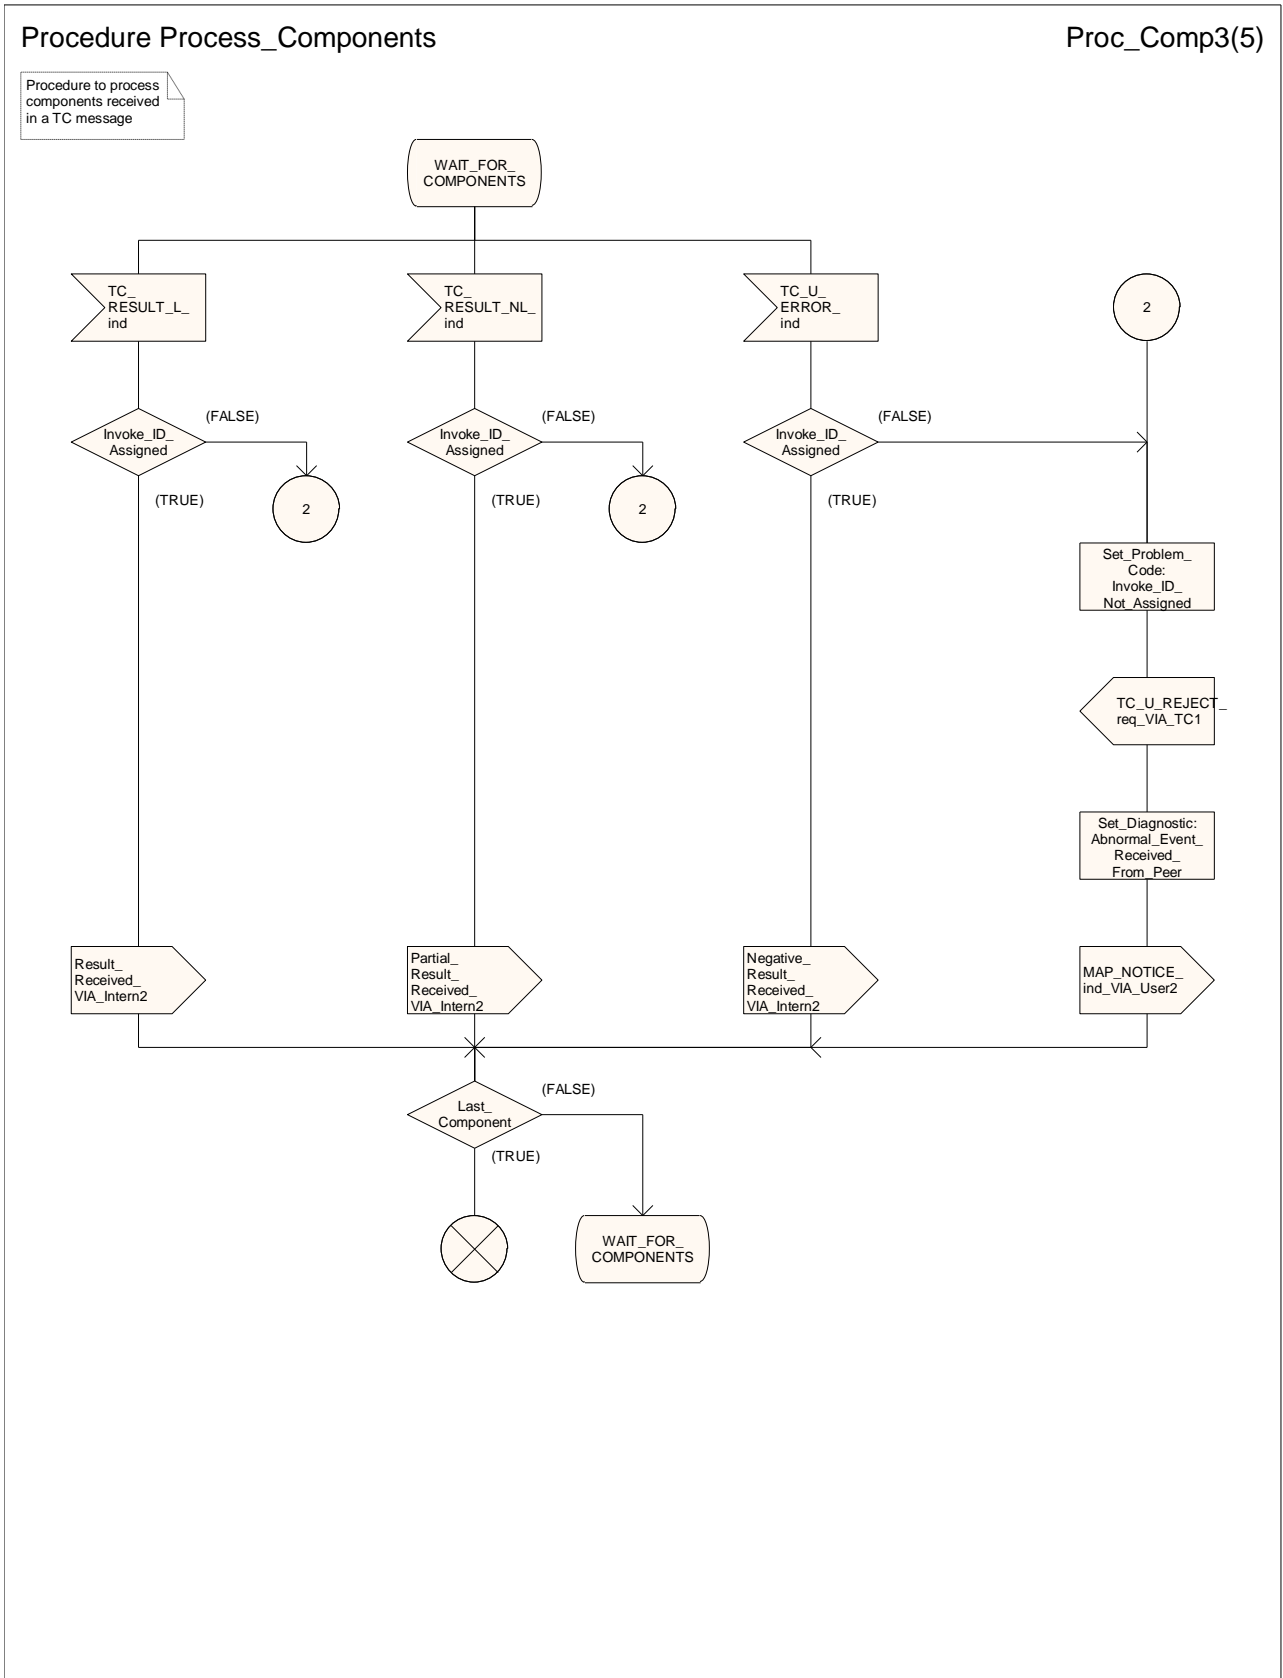 Procedure Process_Components
Proc_Comp3(5)
Procedure to process
components received
in a TC message
WAIT_FOR_
COMPONENTS
TC_
RESULT_L_
ind
TC_
RESULT_NL_
ind
TC_U_
ERROR_
ind
2
Invoke_ID_
Assigned
(FALSE)
(TRUE)
2
Invoke_ID_
Assigned
(FALSE)
(TRUE)
2
Invoke_ID_
Assigned
(FALSE)
(TRUE)
Set_Problem_
Code:
Invoke_ID_
Not_Assigned
TC_U_REJECT_
req_VIA_TC1
Set_Diagnostic:
Abnormal_Event_
Received_
From_Peer
Result_
Received_
VIA_Intern2
Partial_
Result_
Received_
VIA_Intern2
Negative_
Result_
Received_
VIA_Intern2
MAP_NOTICE_
ind_VIA_User2
Last_
Component
(FALSE)
(TRUE)
WAIT_FOR_
COMPONENTS